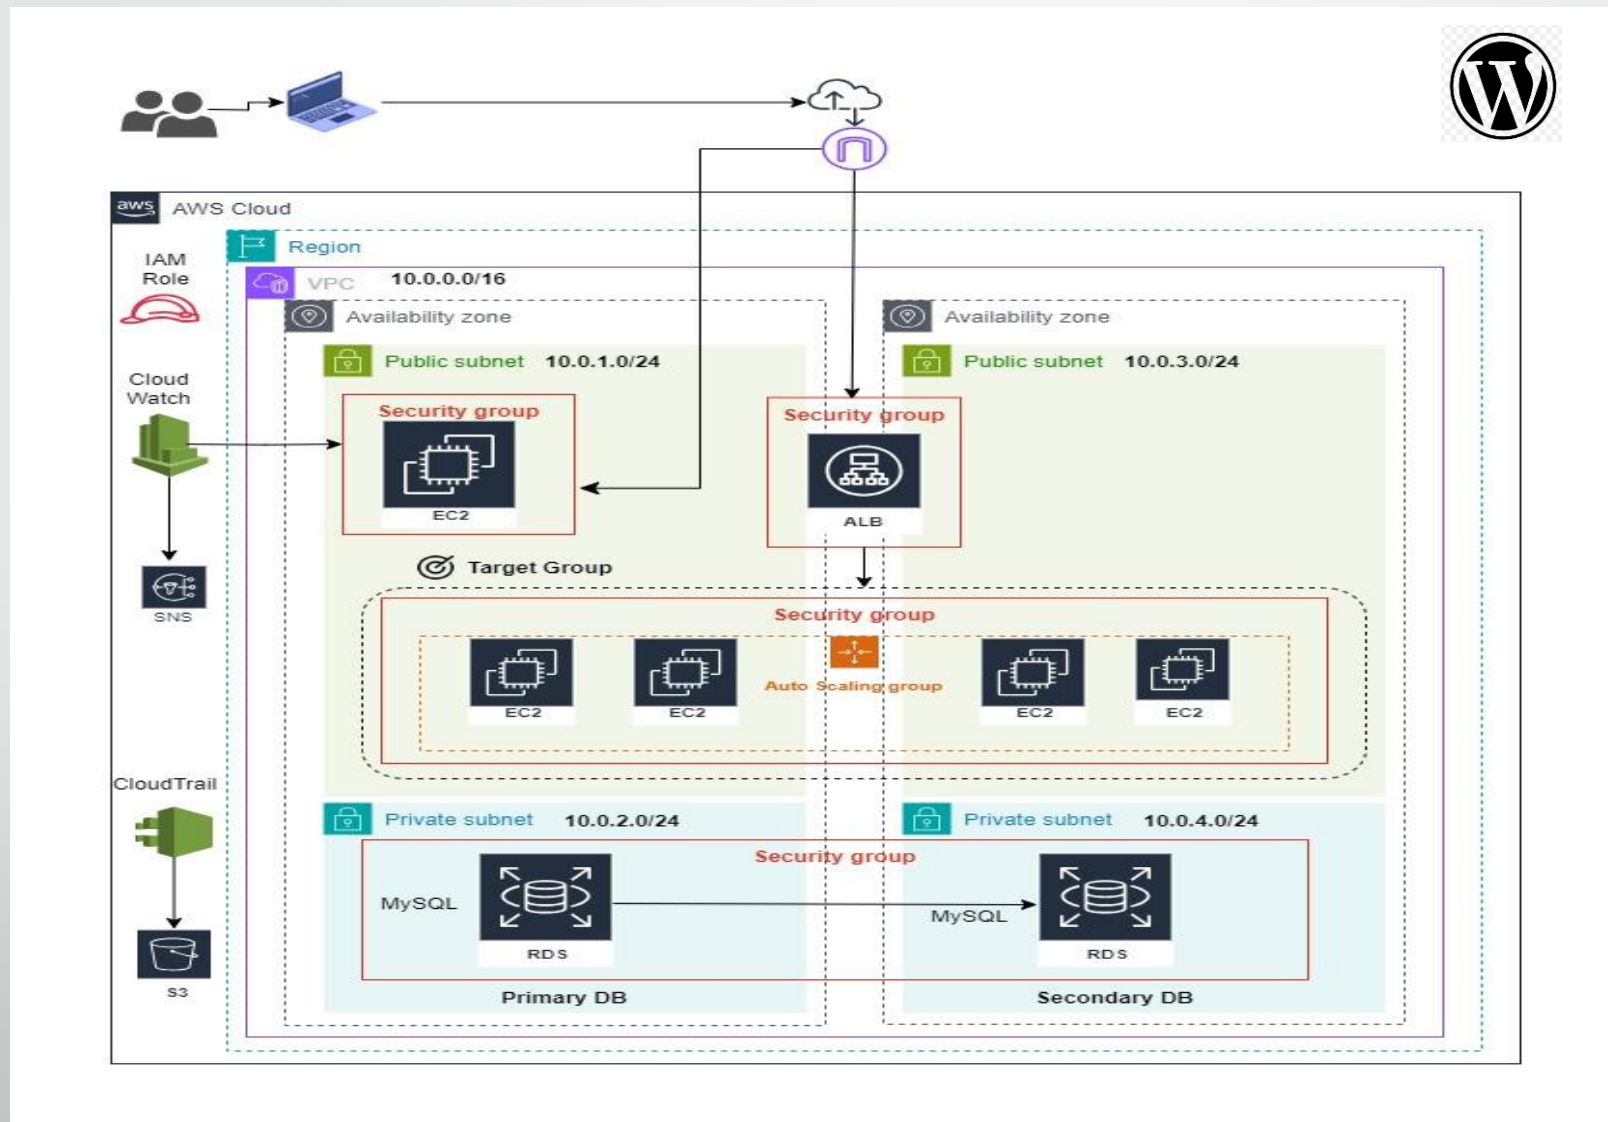 W
aws
AWS Cloud
Region
IAM
Role
VPC 10.0.0.0/16
Availability zone
Availability zone
Public subnet 10.0.1.0/24
Public subnet 10.0.3.0/24
Cloud
Watch
Security group
Security group
EC2
ALB
Target Group
SNS
Security group
Auto Scaling group
EC2
EC2
EC2
EC2
CloudTrail
Private subnet 10.0.2.0/24
Private subnet 10.0.4.0/24
Security group
MySQL
MySQL
RDS
RDS
S3
Primary DB
Secondary DB